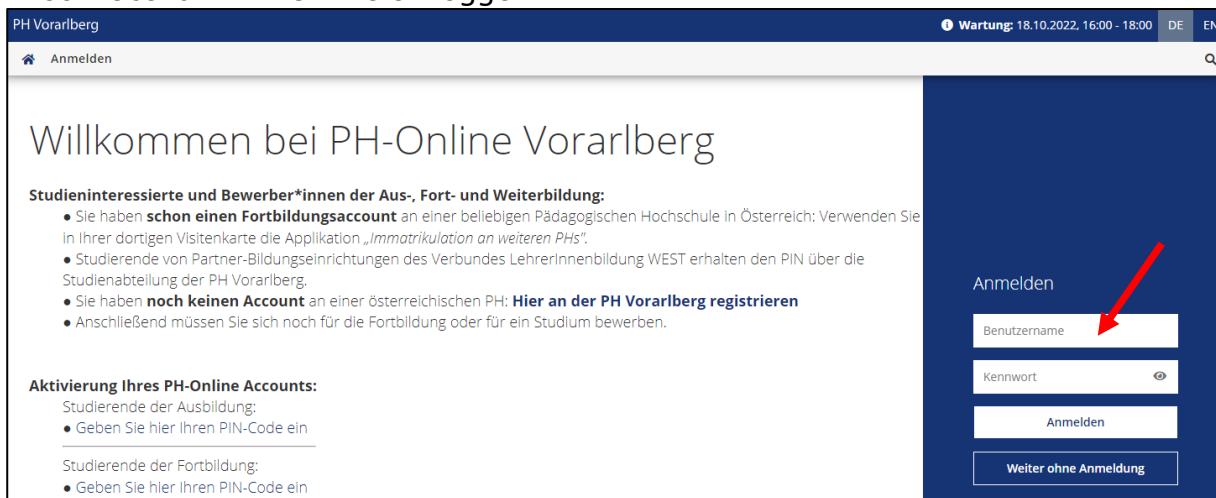 PH Vorarlberg
Wartung: 18.10.2022, 16:00 - 18:00 DE EN
Anmelden
Willkommen bei PH-Online Vorarlberg
Studieninteressierte und Bewerber*innen der Aus-, Fort- und Weiterbildung:
● Sie haben schon einen Fortbildungsaccount an einer beliebigen Pädagogischen Hochschule in Österreich: Verwenden Sie
in Ihrer dortigen Visitenkarte die Applikation „Immatrikulation an weiteren PHs".
● Studierende von Partner-Bildungseinrichtungen des Verbundes LehrerInnenbildung WEST erhalten den PIN über die
Studienabteilung der PH Vorarlberg.
● Sie haben noch keinen Account an einer österreichischen PH: Hier an der PH Vorarlberg registrieren
● Anschließend müssen Sie sich noch für die Fortbildung oder für ein Studium bewerben.
Aktivierung Ihres PH-Online Accounts:
Studierende der Ausbildung:
● Geben Sie hier Ihren PIN-Code ein
Studierende der Fortbildung:
● Geben Sie hier Ihren PIN-Code ein
Anmelden
Benutzername
Kennwort
Anmelden
Weiter ohne Anmeldung